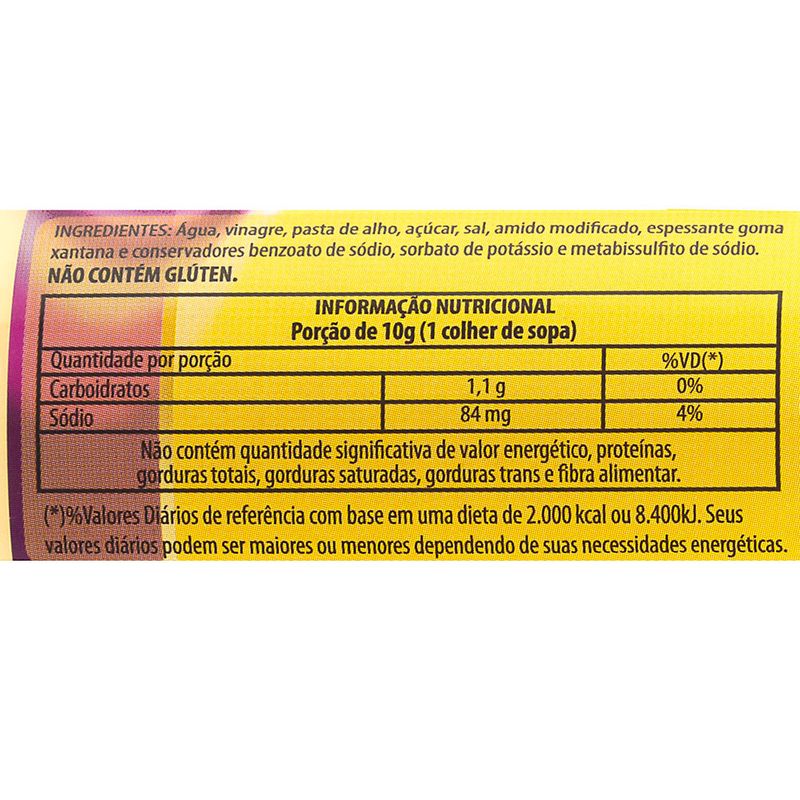 INGREDIENTES: Água, vinagre, pasta de alho, açúcar, sal, amido modificado, espessante goma
xantana e conservadores benzoato de sódio, sorbato de potássio e metabissulfito de sódio.
NÃO CONTÉM GLÚTEN.
INFORMAÇÃO NUTRICIONAL
Porção de 10g (1 colher de sopa)
Quantidade por porção %VD(*)
Carboidratos 1,1 g 0%
Sódio 84 mg 4%
Não contém quantidade significativa de valor energético, proteínas,
gorduras totais, gorduras saturadas, gorduras trans e fibra alimentar.
(*)%Valores Diários de referência com base em uma dieta de 2.000 kcal ou 8.400kJ. Seus
valores diários podem ser maiores ou menores dependendo de suas necessidades energéticas.